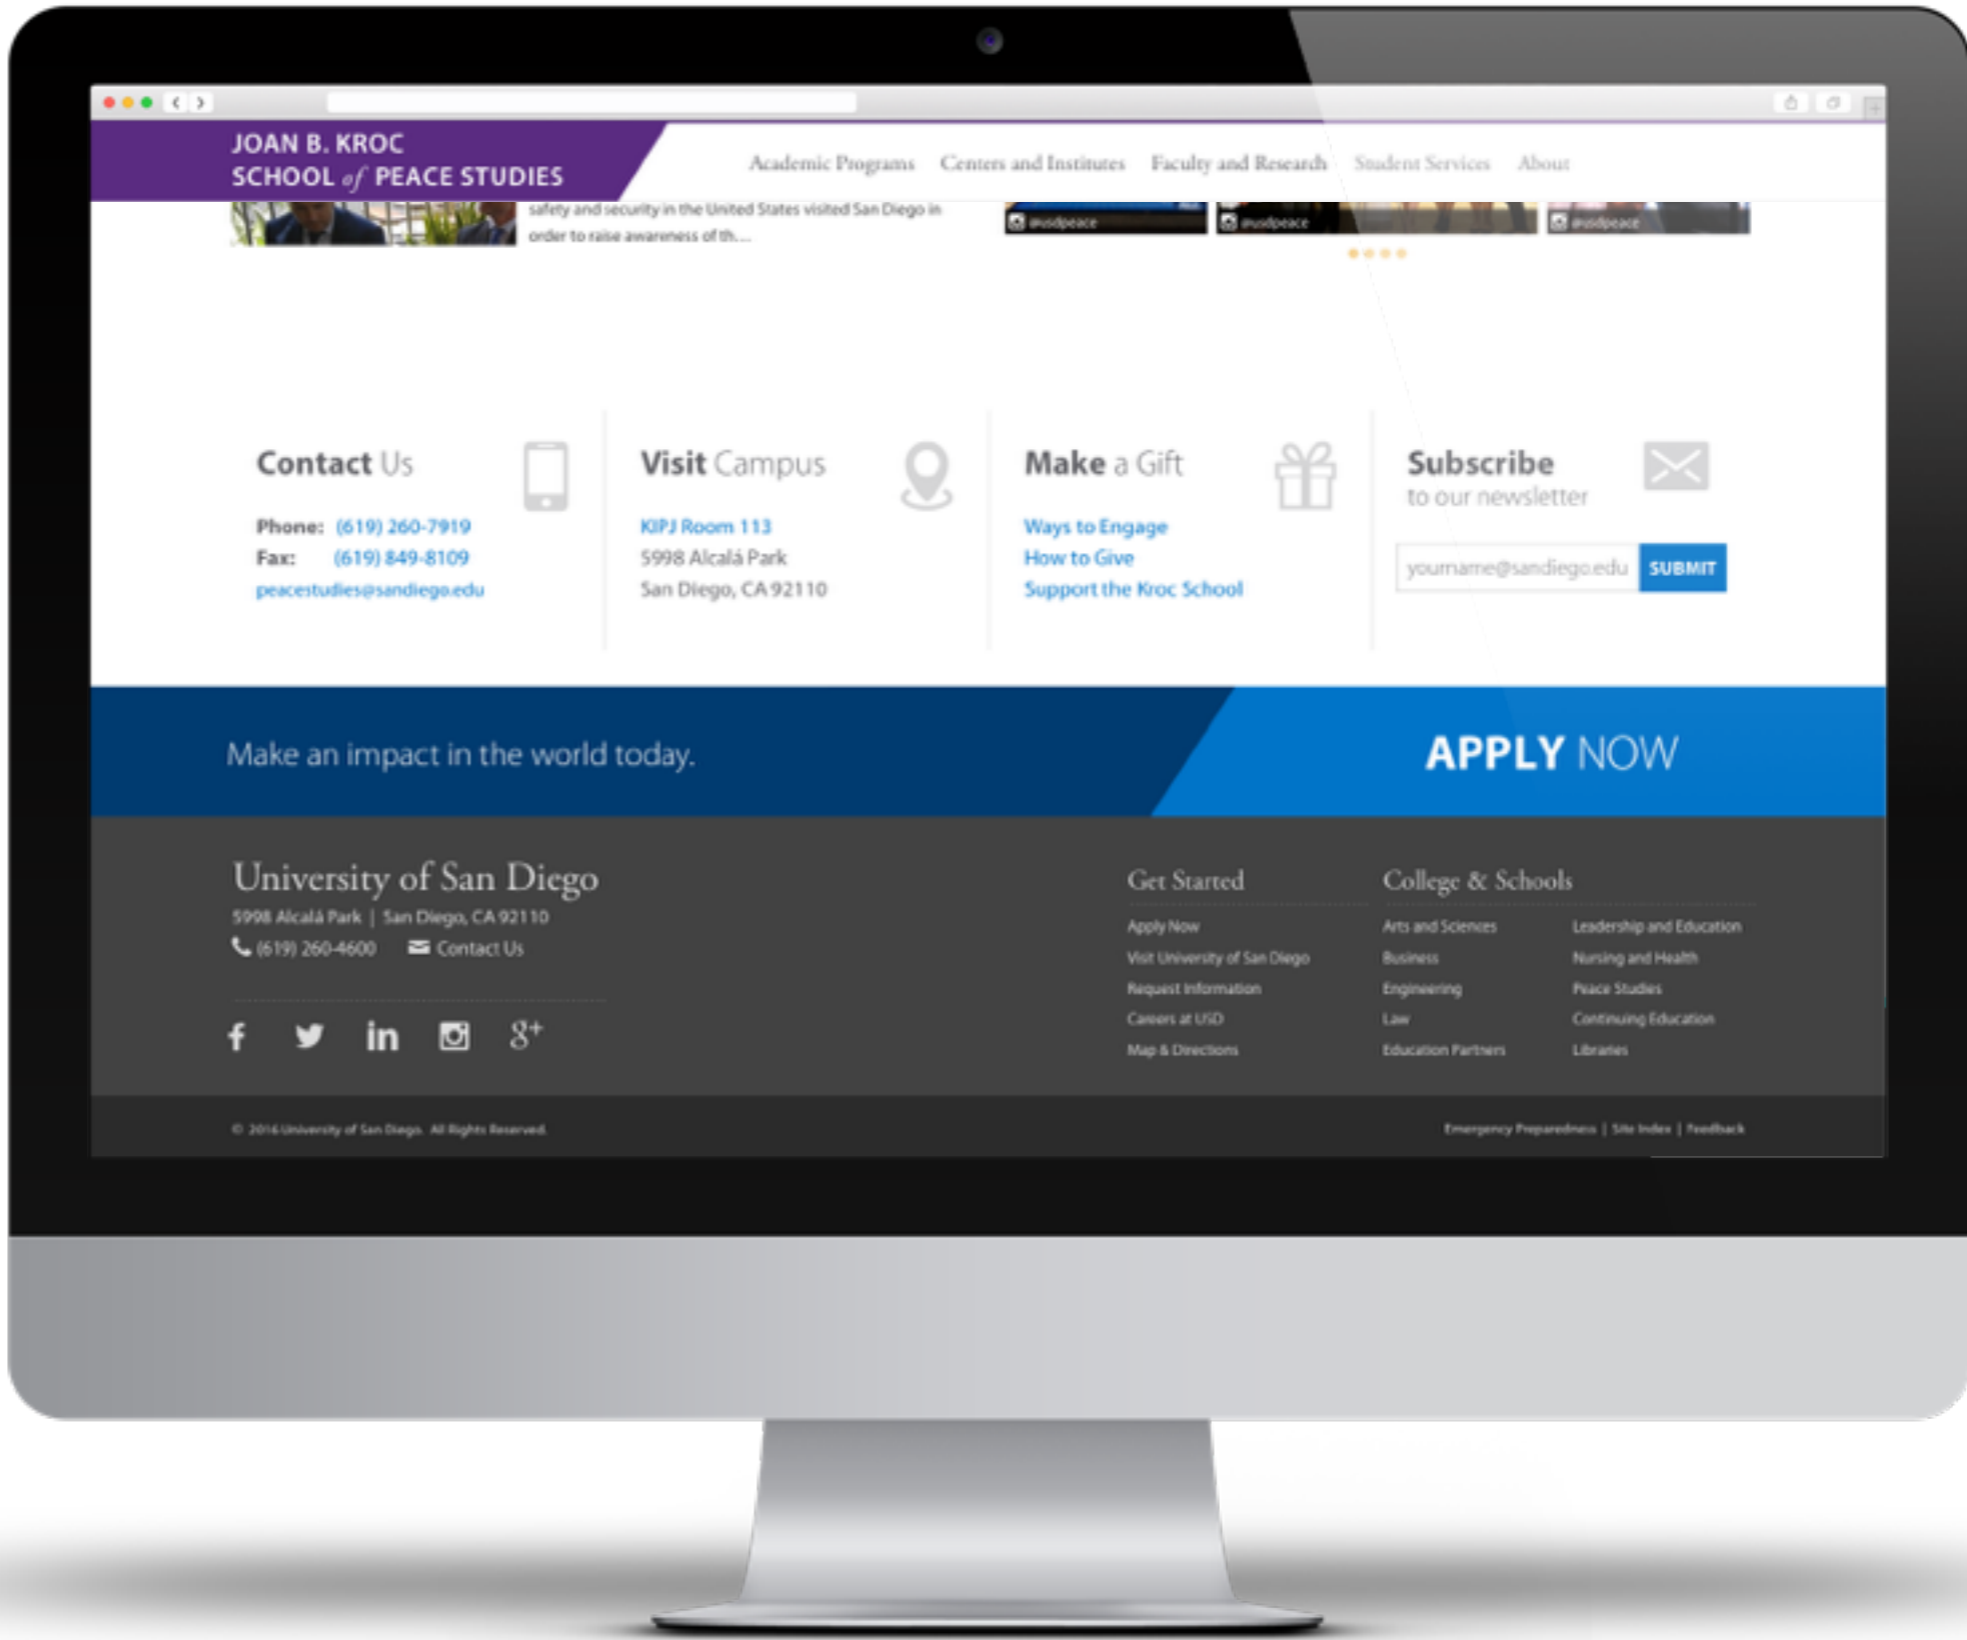 JOAN B. KROC
SCHOOL of PEACE STUDIES
Academic Programs Centers and Institutes Faculty and Research Student Services About
safety and security in the United States visited San Diego in
order to raise awareness of th...
@usdpeace
@usdpeace
@usdpeace
Contact Us
Phone: (619) 260-7919
Fax: (619) 849-8109
peacestudies@sandiego.edu
Visit Campus
KIPJ Room 113
5998 Alcalá Park
San Diego, CA 92110
Make a Gift
Ways to Engage
How to Give
Support the Kroc School
Subscribe
to our newsletter
yourname@sandiego.edu SUBMIT
Make an impact in the world today.
APPLY NOW
University of San Diego
5998 Alcalá Park | San Diego, CA 92110
(619) 260-4600 Contact Us
f in 8+
Get Started
Apply Now
Visit University of San Diego
Request Information
Careers at USD
Map & Directions
College & Schools
Arts and Sciences
Business
Engineering
Law
Education Partners
Leadership and Education
Nursing and Health
Peace Studies
Continuing Education
Libraries
© 2016 University of San Diego. All Rights Reserved.
Emergency Preparedness | Site Index | Feedback